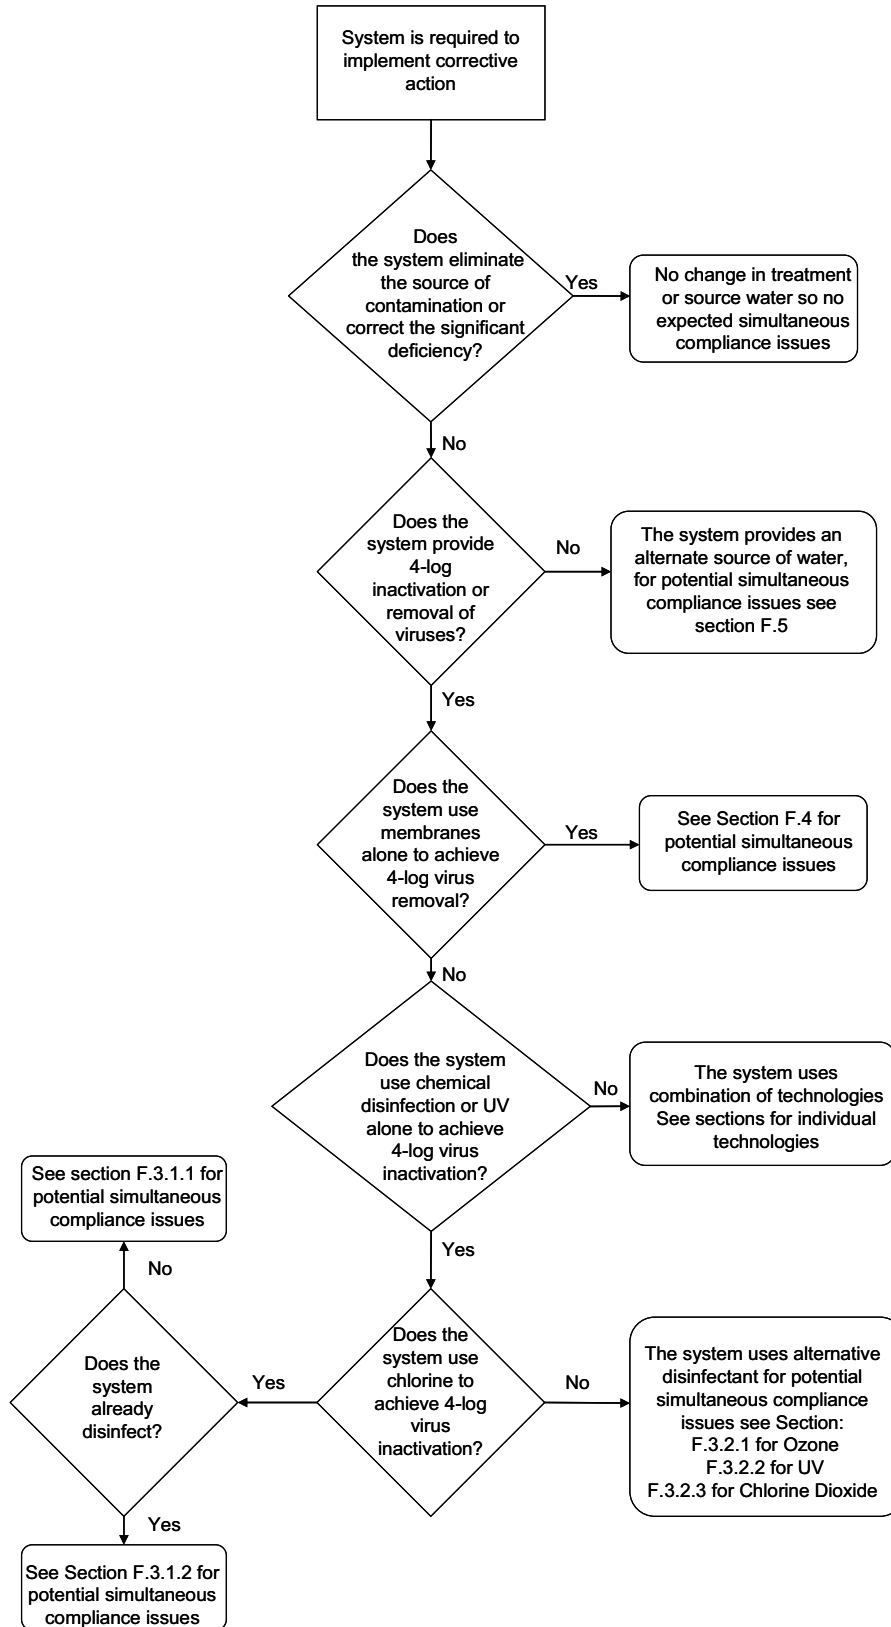 System is required to
implement corrective
action
Does
the system eliminate
the source of
contamination or
correct the significant
deficiency?
Yes
No change in treatment
or source water so no
expected simultaneous
compliance issues
No
Does the
system provide
4-log
inactivation or
removal of
viruses?
No
The system provides an
alternate source of water,
for potential simultaneous
compliance issues see
section F.5
Yes
Does the
system use
membranes
alone to achieve
4-log virus
removal?
Yes
See Section F.4 for
potential simultaneous
compliance issues
No
Does the system
use chemical
disinfection or UV
alone to achieve
4-log virus
inactivation?
No
The system uses
combination of technologies
See sections for individual
technologies
Yes
Does the
system use
chlorine to
achieve 4-log
virus
inactivation?
No
The system uses alternative
disinfectant for potential
simultaneous compliance
issues see Section:
F.3.2.1 for Ozone
F.3.2.2 for UV
F.3.2.3 for Chlorine Dioxide
Yes
Does the
system
already
disinfect?
No
See section F.3.1.1 for
potential simultaneous
compliance issues
Yes
See Section F.3.1.2 for
potential simultaneous
compliance issues